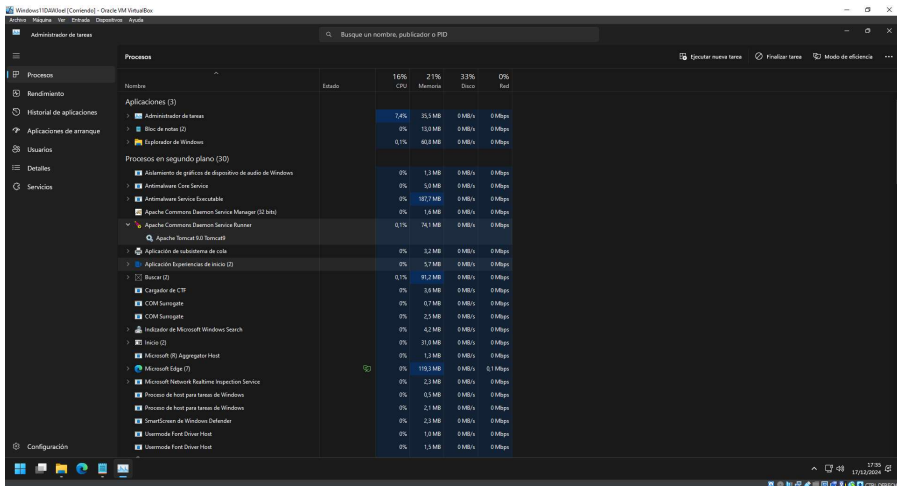 Windows11DAWJoel [Corriendo] - Oracle VM VirtualBox
Archivo Máquina Ver Entrada Dispositivos Ayuda
Administrador de tareas
Busque un nombre, publicador o PID
Procesos
Ejecutar nueva tarea
Finalizar tarea
Modo de eficiencia
Procesos
Rendimiento
Historial de aplicaciones
Aplicaciones de arranque
Usuarios
Detalles
Servicios
Configuración
16% 21% 33% 0%
Nombre Estado CPU Memoria Disco Red
Aplicaciones (3)
Administrador de tareas 7,4% 35,5 MB 0 MB/s 0 Mbps
Bloc de notas (2) 0% 13,0 MB 0 MB/s 0 Mbps
Explorador de Windows 0,1% 60,8 MB 0 MB/s 0 Mbps
Procesos en segundo plano (30)
Aislamiento de gráficos de dispositivo de audio de Windows 0% 1,3 MB 0 MB/s 0 Mbps
Antimalware Core Service 0% 5,0 MB 0 MB/s 0 Mbps
Antimalware Service Executable 0% 187,7 MB 0 MB/s 0 Mbps
Apache Commons Daemon Service Manager (32 bits) 0% 1,6 MB 0 MB/s 0 Mbps
Apache Commons Daemon Service Runner 0,1% 74,1 MB 0 MB/s 0 Mbps
Apache Tomcat 9.0 Tomcat9
Aplicación de subsistema de cola 0% 3,2 MB 0 MB/s 0 Mbps
Aplicación Experiencias de inicio (2) 0% 5,7 MB 0 MB/s 0 Mbps
Buscar (2) 0,1% 91,2 MB 0 MB/s 0 Mbps
Cargador de CTF 0% 3,6 MB 0 MB/s 0 Mbps
COM Surrogate 0% 0,7 MB 0 MB/s 0 Mbps
COM Surrogate 0% 2,5 MB 0 MB/s 0 Mbps
Indizador de Microsoft Windows Search 0% 4,2 MB 0 MB/s 0 Mbps
Inicio (2) 0% 31,0 MB 0 MB/s 0 Mbps
Microsoft (R) Aggregator Host 0% 1,3 MB 0 MB/s 0 Mbps
Microsoft Edge (7) 0% 119,3 MB 0 MB/s 0,1 Mbps
Microsoft Network Realtime Inspection Service 0% 2,3 MB 0 MB/s 0 Mbps
Proceso de host para tareas de Windows 0% 0,5 MB 0 MB/s 0 Mbps
Proceso de host para tareas de Windows 0% 2,1 MB 0 MB/s 0 Mbps
SmartScreen de Windows Defender 0% 2,3 MB 0 MB/s 0 Mbps
Usermode Font Driver Host 0% 1,0 MB 0 MB/s 0 Mbps
Usermode Font Driver Host 0% 1,5 MB 0 MB/s 0 Mbps
17:35
17/12/2024
CTRL DERECHA